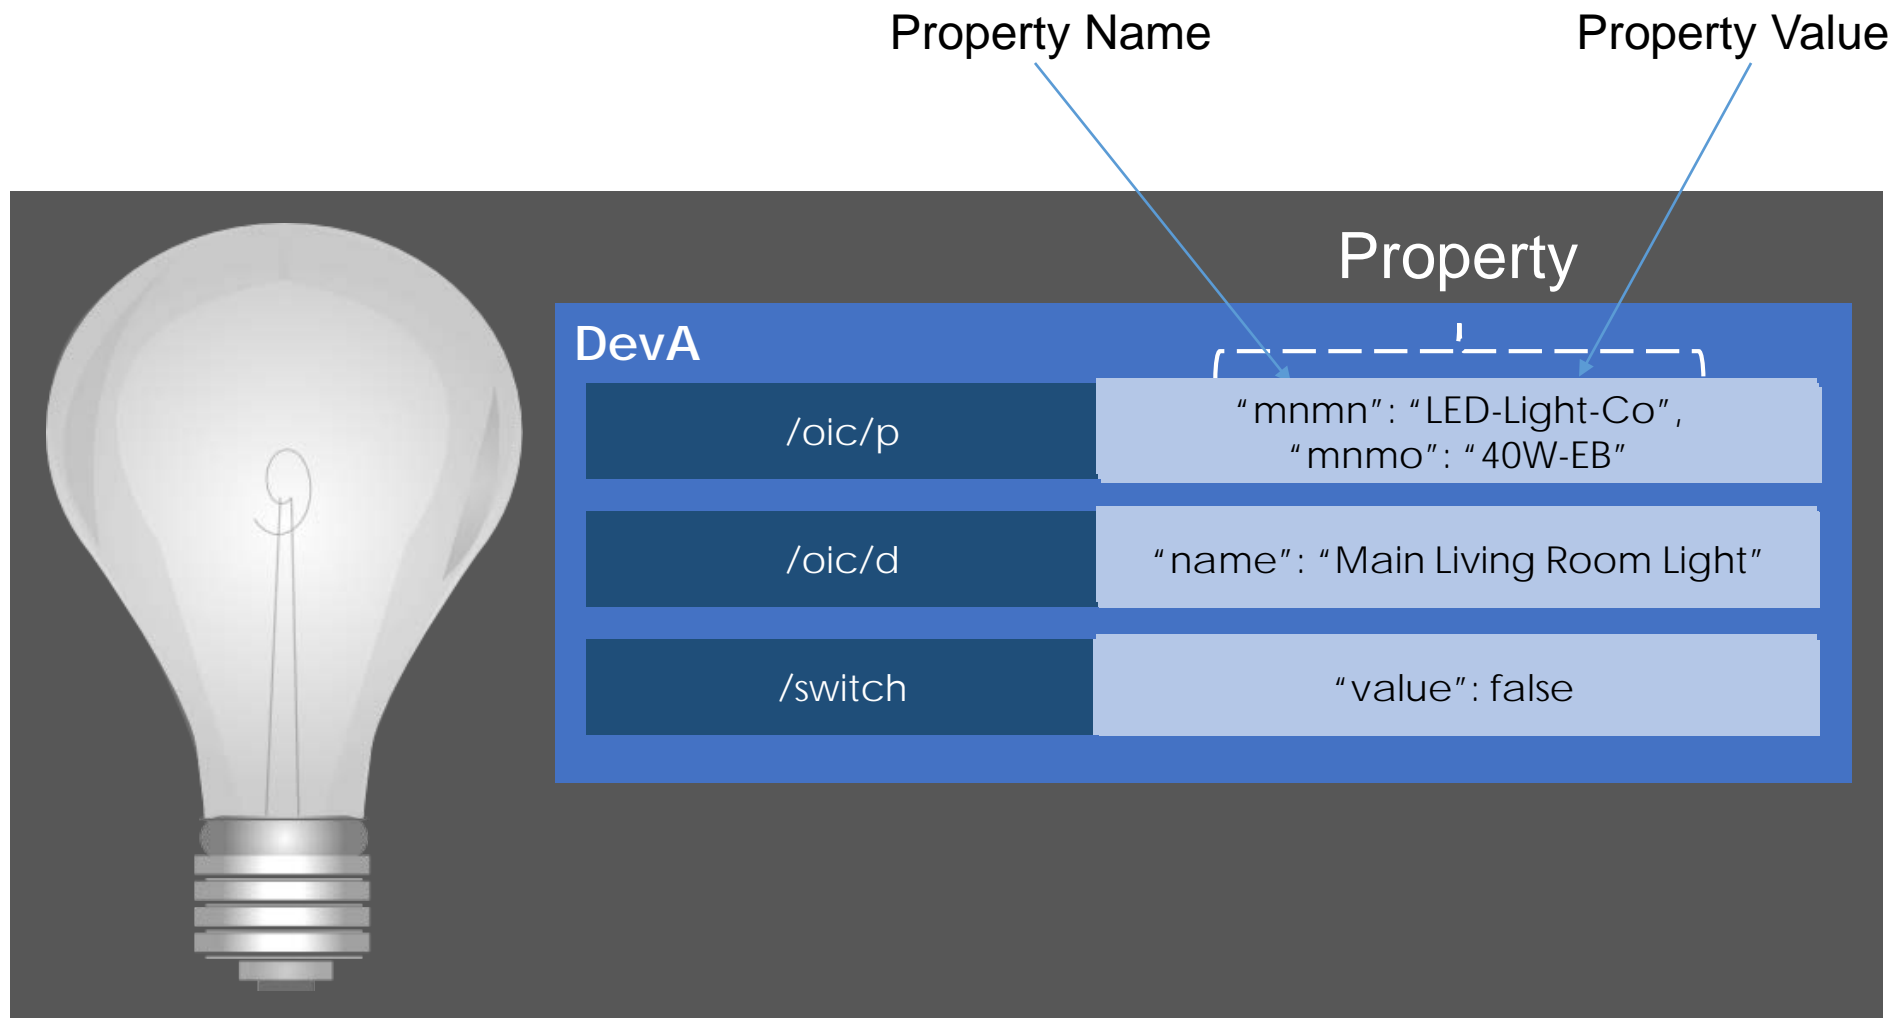 Property Name
Property Value
Property
DevA
/oic/p
“mnmn”: “LED-Light-Co”,
“mnmo”: “40W-EB”
/oic/d
“name”: “Main Living Room Light”
/switch
“value”: false